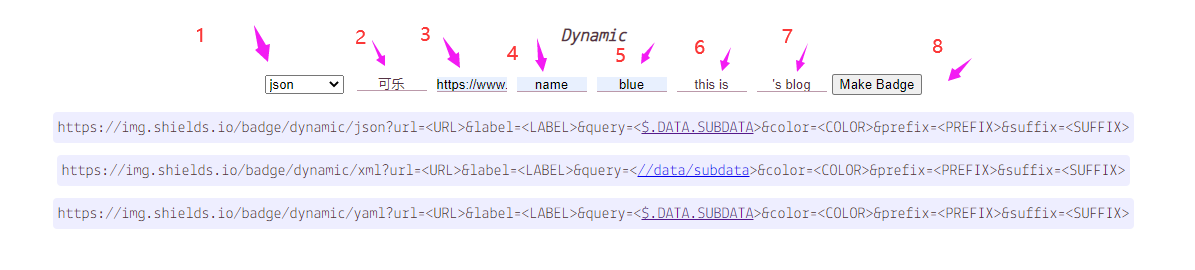 Dynamic
1 2 3 4 5 6 7 8
json 可乐 https://www. name blue this is 's blog Make Badge
https://img.shields.io/badge/dynamic/json?url=<URL>&label=<LABEL>&query=<$.DATA.SUBDATA>&color=<COLOR>&prefix=<PREFIX>&suffix=<SUFFIX>
https://img.shields.io/badge/dynamic/xml?url=<URL>&label=<LABEL>&query=<//data/subdata>&color=<COLOR>&prefix=<PREFIX>&suffix=<SUFFIX>
https://img.shields.io/badge/dynamic/yaml?url=<URL>&label=<LABEL>&query=<$.DATA.SUBDATA>&color=<COLOR>&prefix=<PREFIX>&suffix=<SUFFIX>